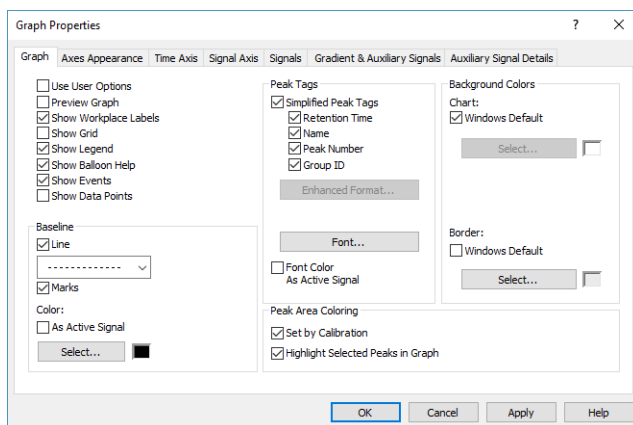 Graph Properties
?
Graph Axes Appearance Time Axis Signal Axis Signals Gradient & Auxiliary Signals Auxiliary Signal Details
Use User Options
Preview Graph
Show Workplace Labels
Show Grid
Show Legend
Show Balloon Help
Show Events
Show Data Points
Baseline
Line
Marks
Color:
As Active Signal
Select...
Peak Tags
Simplified Peak Tags
Retention Time
Name
Peak Number
Group ID
Enhanced Format...
Font...
Font Color
As Active Signal
Background Colors
Chart:
Windows Default
Select...
Border:
Windows Default
Select...
Peak Area Coloring
Set by Calibration
Highlight Selected Peaks in Graph
OK Cancel Apply Help